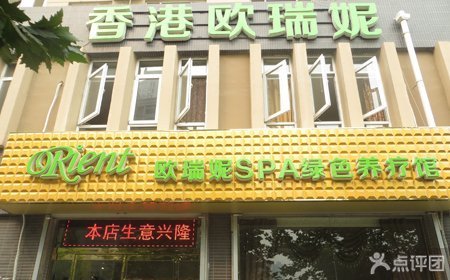 香港欧瑞妮
ORient 欧瑞妮SPA绿色养疗馆
本店生意兴隆
点评团